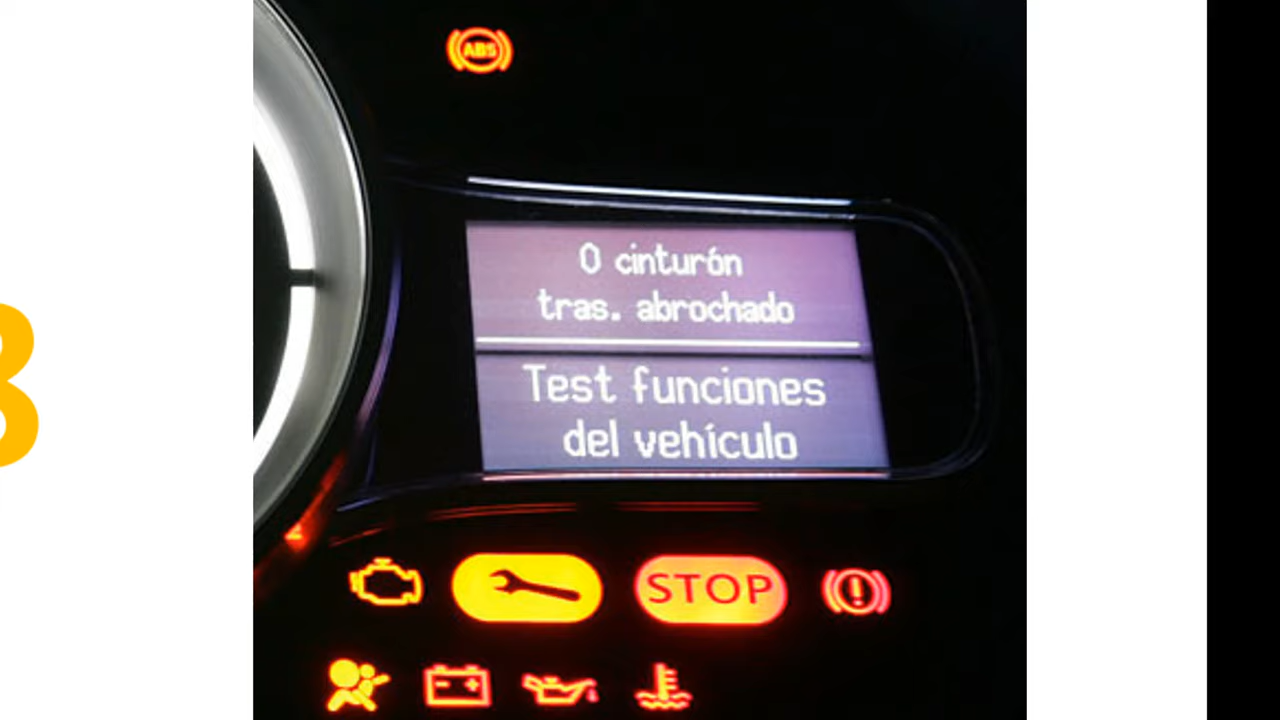 ABS
0 cinturón
tras. abrochado
Test funciones
del vehículo
STOP